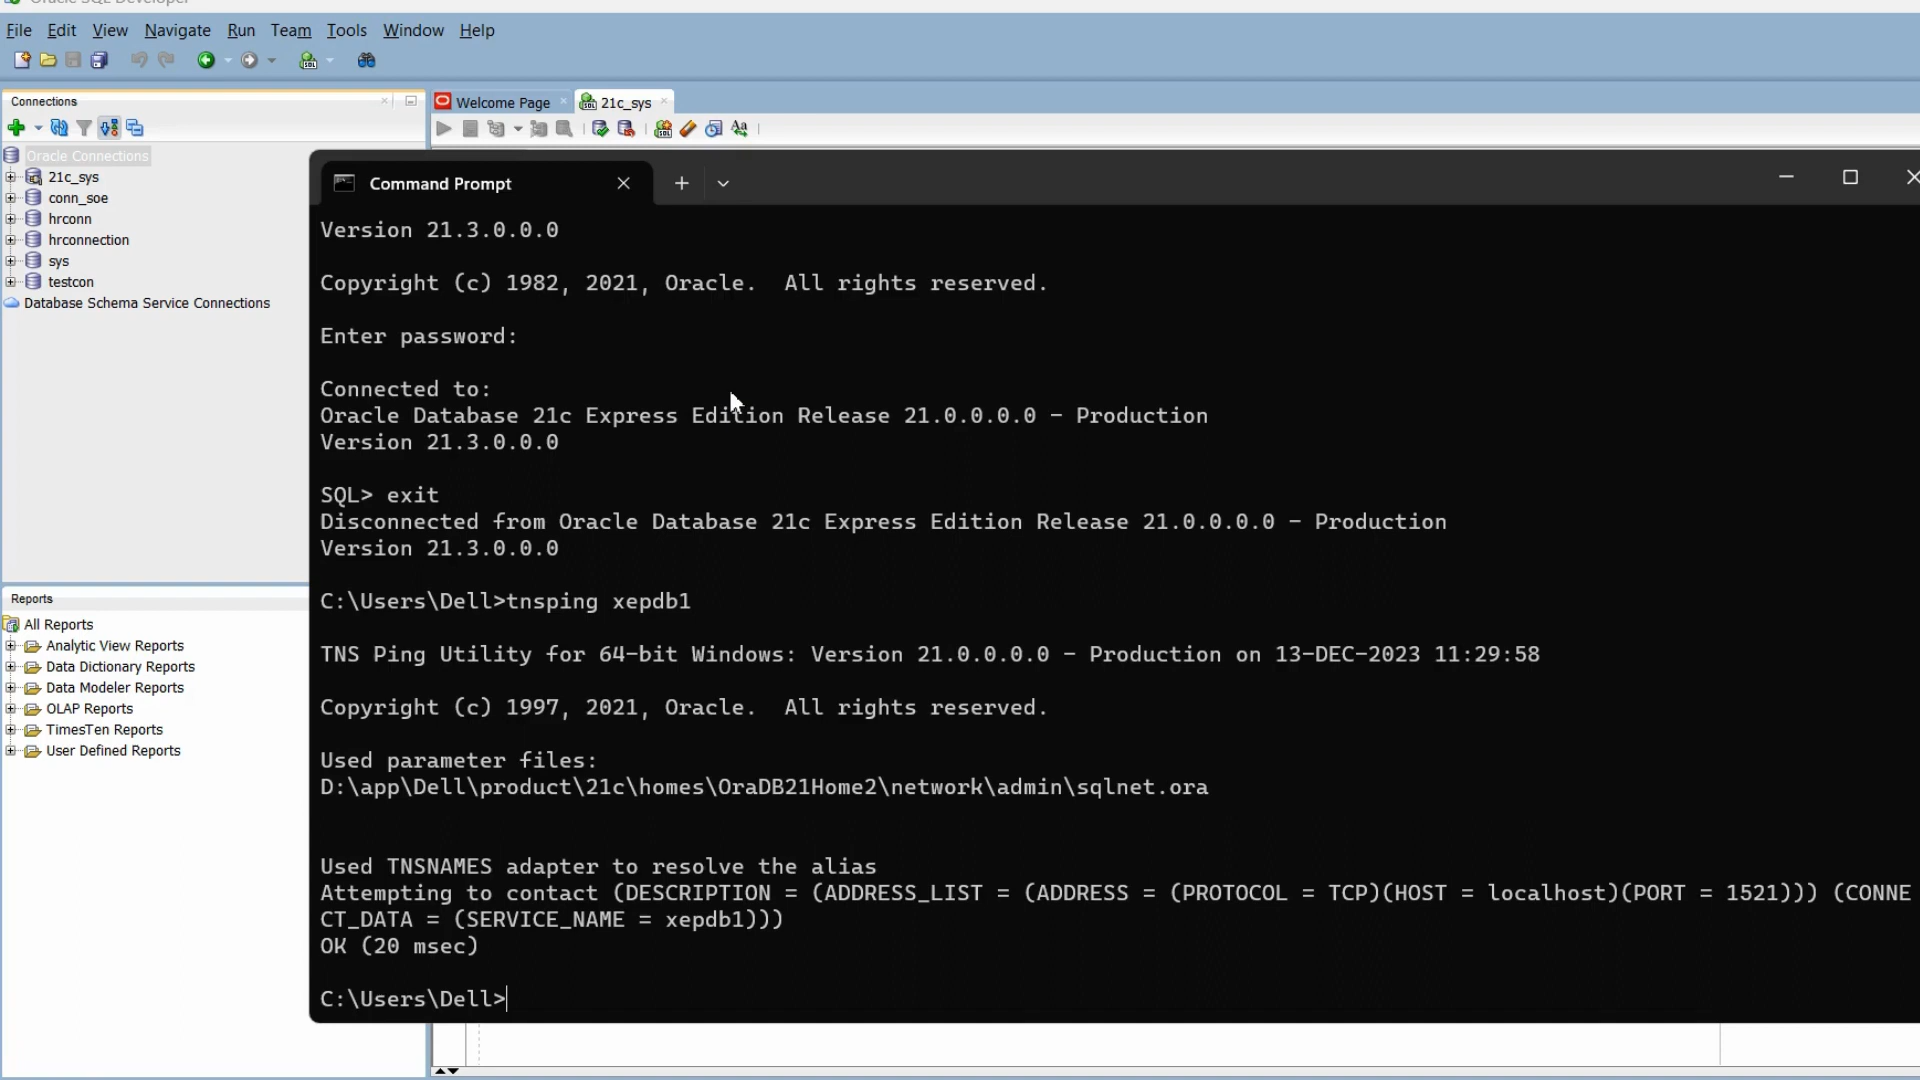 Oracle SQL Developer
File Edit View Navigate Run Team Tools Window Help
Connections
Welcome Page
21c_sys
Oracle Connections
21c_sys
conn_soe
hrconn
hrconnection
sys
testcon
Database Schema Service Connections
Reports
All Reports
Analytic View Reports
Data Dictionary Reports
Data Modeler Reports
OLAP Reports
TimesTen Reports
User Defined Reports
Command Prompt
Version 21.3.0.0.0
Copyright (c) 1982, 2021, Oracle.  All rights reserved.
Enter password:
Connected to:
Oracle Database 21c Express Edition Release 21.0.0.0.0 - Production
Version 21.3.0.0.0
SQL> exit
Disconnected from Oracle Database 21c Express Edition Release 21.0.0.0.0 - Production
Version 21.3.0.0.0
C:\Users\Dell>tnsping xepdb1
TNS Ping Utility for 64-bit Windows: Version 21.0.0.0.0 - Production on 13-DEC-2023 11:29:58
Copyright (c) 1997, 2021, Oracle.  All rights reserved.
Used parameter files:
D:\app\Dell\product\21c\homes\OraDB21Home2\network\admin\sqlnet.ora
Used TNSNAMES adapter to resolve the alias
Attempting to contact (DESCRIPTION = (ADDRESS_LIST = (ADDRESS = (PROTOCOL = TCP)(HOST = localhost)(PORT = 1521))) (CONNE
CT_DATA = (SERVICE_NAME = xepdb1)))
OK (20 msec)
C:\Users\Dell>